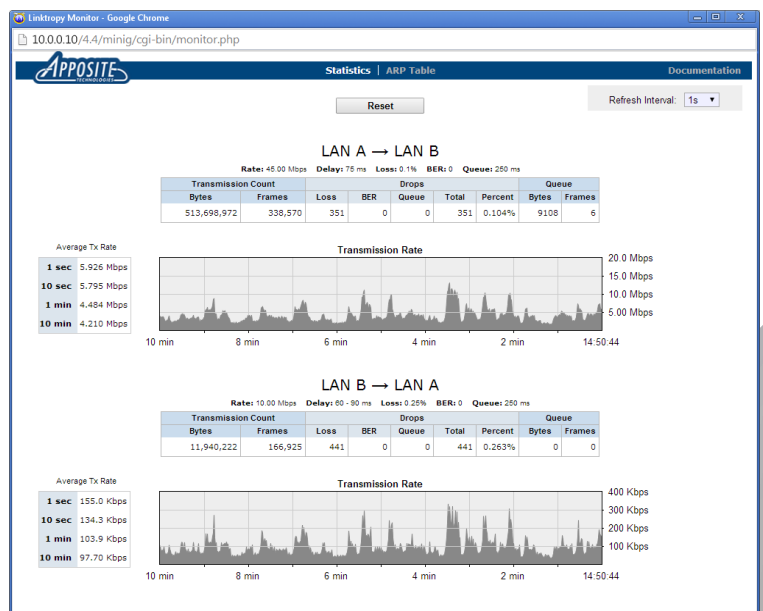 Linktropy Monitor - Google Chrome
10.0.0.10/4.4/minig/cgi-bin/monitor.php
APPOSITE
TECHNOLOGIES
Statistics | ARP Table
Documentation
Reset
Refresh Interval: 1s
LAN A → LAN B
Rate: 45.00 Mbps Delay: 75 ms Loss: 0.1% BER: 0 Queue: 250 ms
Transmission Count Drops Queue
Bytes Frames Loss BER Queue Total Percent Bytes Frames
513,698,972 338,570 351 0 0 351 0.104% 9108 6
Average Tx Rate
1 sec 5.926 Mbps
10 sec 5.795 Mbps
1 min 4.484 Mbps
10 min 4.210 Mbps
Transmission Rate
20.0 Mbps
15.0 Mbps
10.0 Mbps
5.00 Mbps
10 min 8 min 6 min 4 min 2 min 14:50:44
LAN B → LAN A
Rate: 10.00 Mbps Delay: 60 - 90 ms Loss: 0.25% BER: 0 Queue: 250 ms
Transmission Count Drops Queue
Bytes Frames Loss BER Queue Total Percent Bytes Frames
11,940,222 166,925 441 0 0 441 0.263% 0 0
Average Tx Rate
1 sec 155.0 Kbps
10 sec 134.3 Kbps
1 min 103.9 Kbps
10 min 97.70 Kbps
Transmission Rate
400 Kbps
300 Kbps
200 Kbps
100 Kbps
10 min 8 min 6 min 4 min 2 min 14:50:44